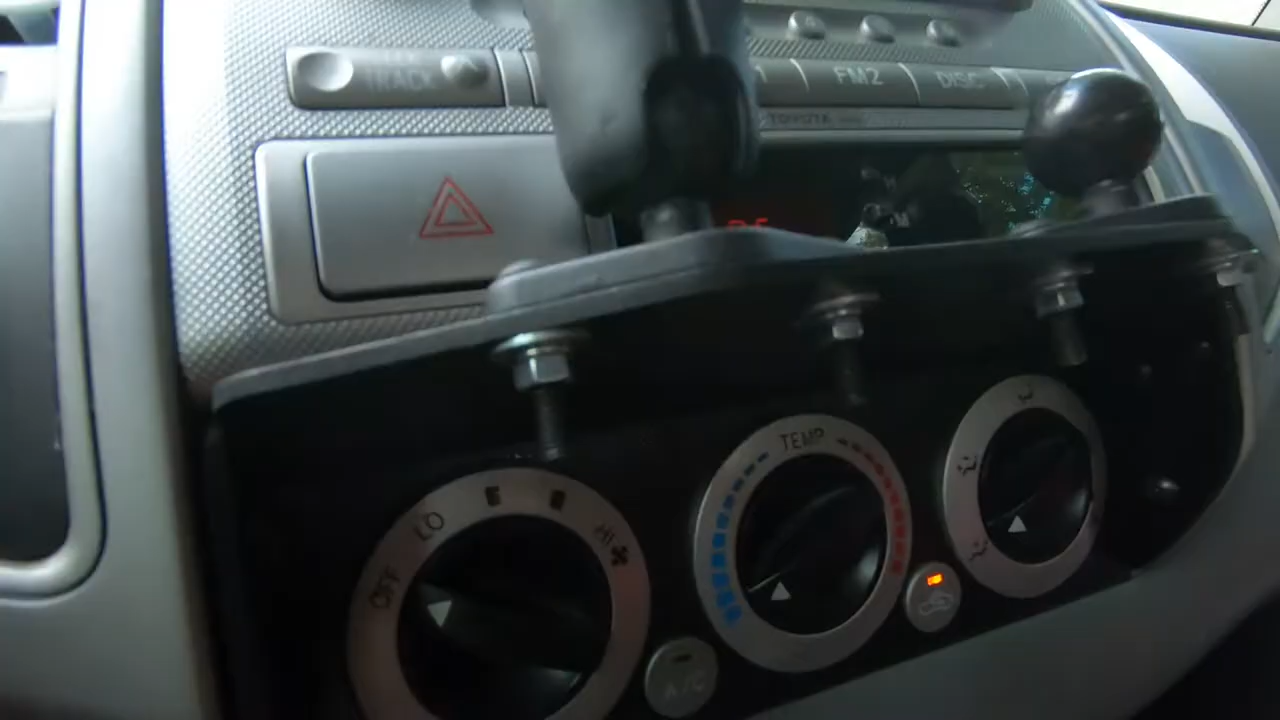 TRACK
FM2
DISC
TOYOTA
TEMP
LO
HI
OFF
A/C